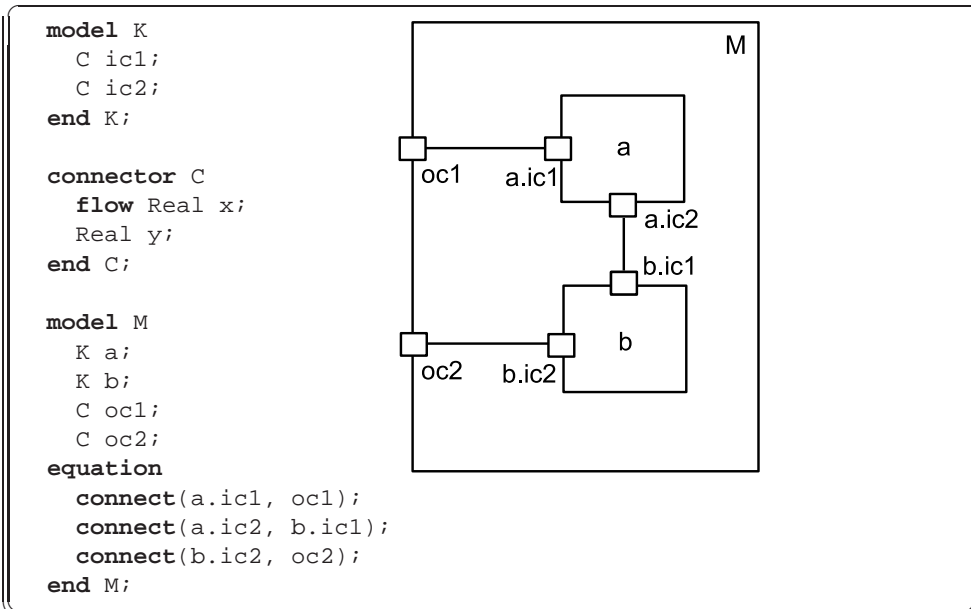 model K
C ic1;
C ic2;
end K;
connector C
flow Real x;
Real y;
end C;
model M
K a;
K b;
C oc1;
C oc2;
equation
connect(a.ic1, oc1);
connect(a.ic2, b.ic1);
connect(b.ic2, oc2);
end M;
M
a
oc1
a.ic1
a.ic2
b.ic1
b
oc2
b.ic2